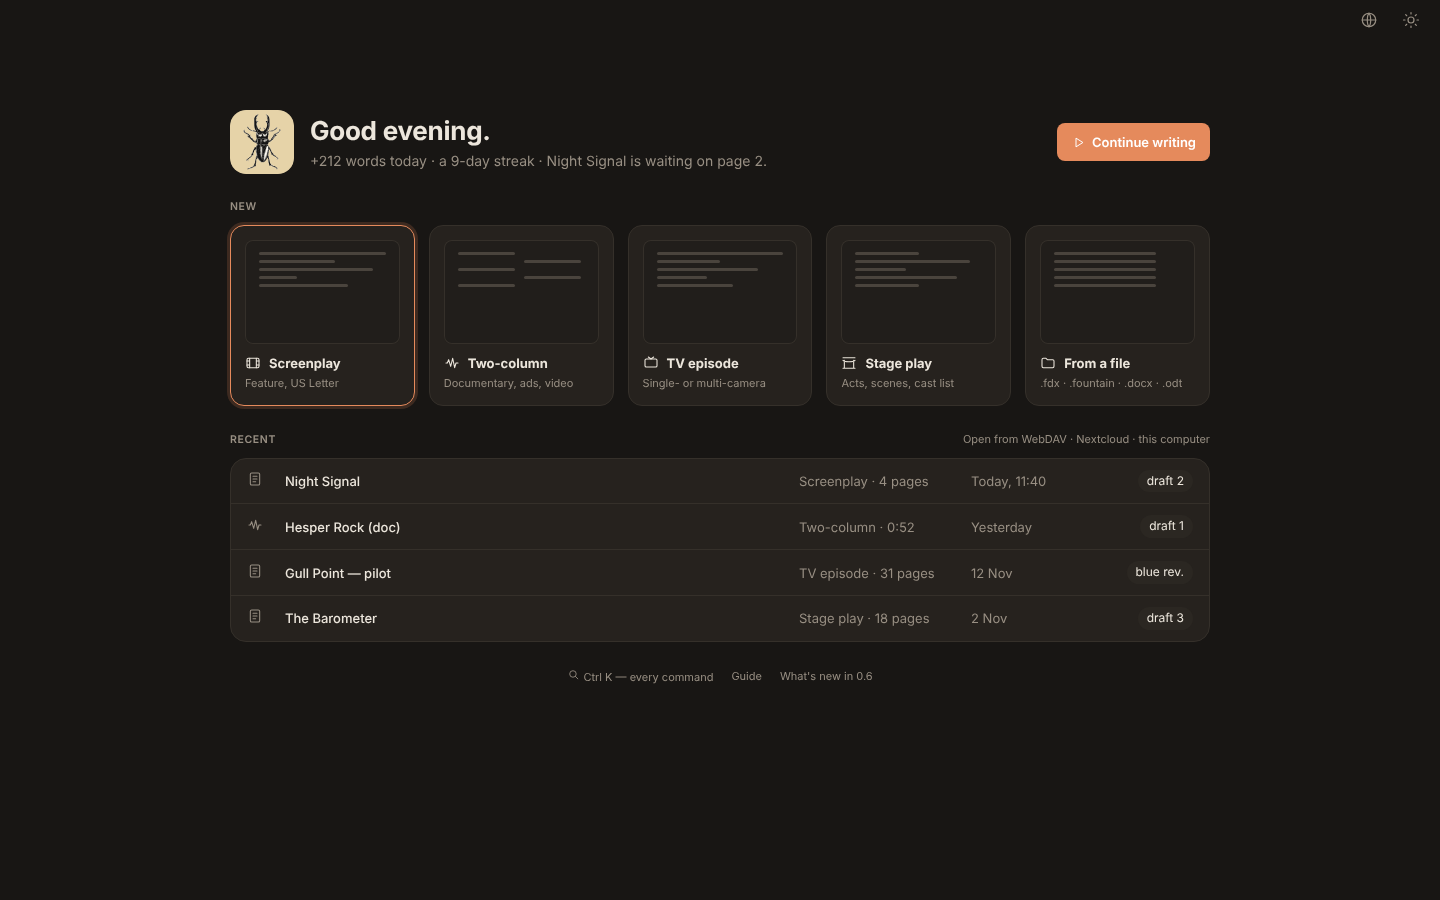 Good evening.
+212 words today · a 9-day streak · Night Signal is waiting on page 2.
Continue writing
NEW
Screenplay
Feature, US Letter
Two-column
Documentary, ads, video
TV episode
Single- or multi-camera
Stage play
Acts, scenes, cast list
From a file
.fdx · .fountain · .docx · .odt
RECENT
Open from WebDAV · Nextcloud · this computer
Night Signal Screenplay · 4 pages Today, 11:40 draft 2
Hesper Rock (doc) Two-column · 0:52 Yesterday draft 1
Gull Point — pilot TV episode · 31 pages 12 Nov blue rev.
The Barometer Stage play · 18 pages 2 Nov draft 3
Ctrl K — every command Guide What's new in 0.6